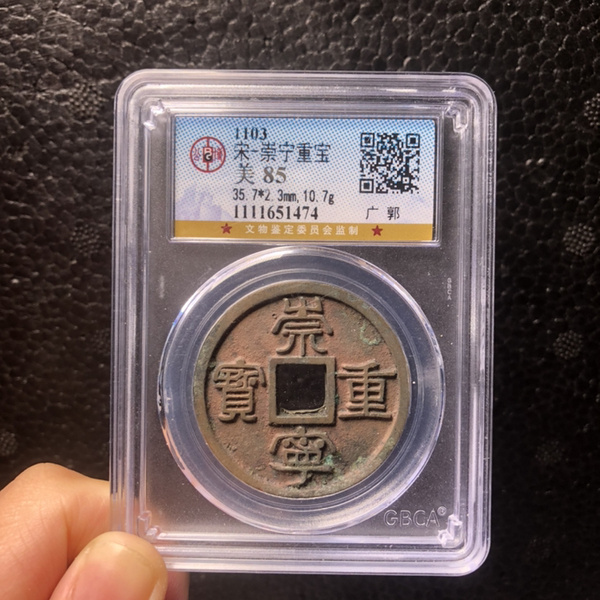 1103
宋-崇宁重宝
美 85
35.7*2.3mm,10.7g
1111651474
广 郭
★ 文物鉴定委员会监制 ★
崇
寶 重
寧
GBCA®